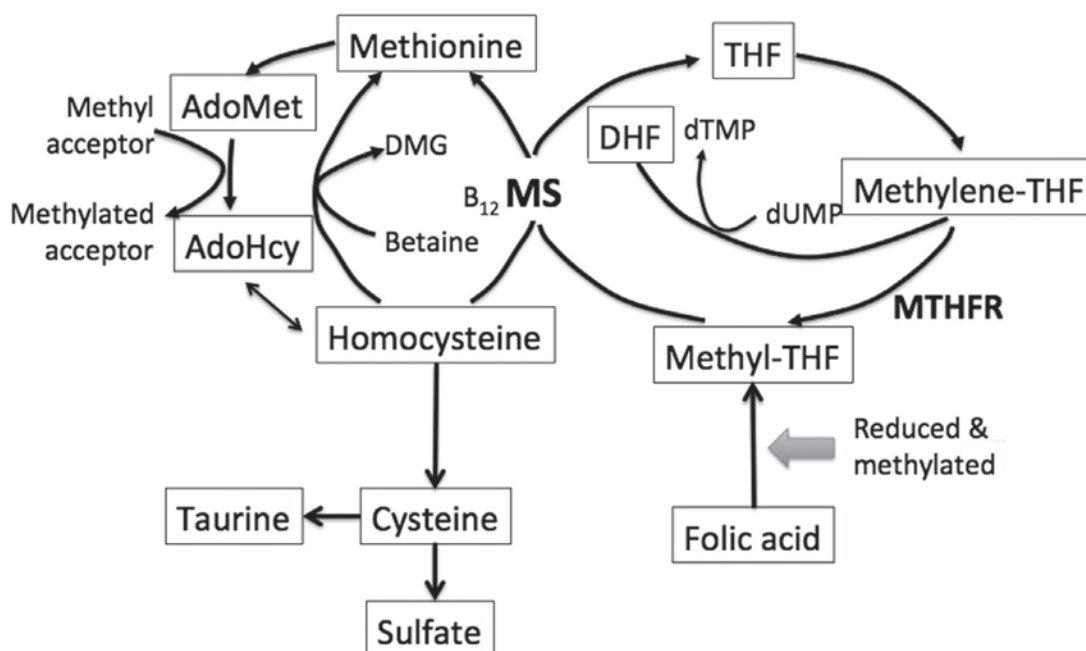 Methionine
THF
AdoMet
Methyl
acceptor
DMG
DHF
dTMP
B12 MS
Methylene-THF
Methylated
acceptor
AdoHcy
Betaine
dUMP
MTHFR
Homocysteine
Methyl-THF
Reduced &
methylated
Taurine
Cysteine
Folic acid
Sulfate